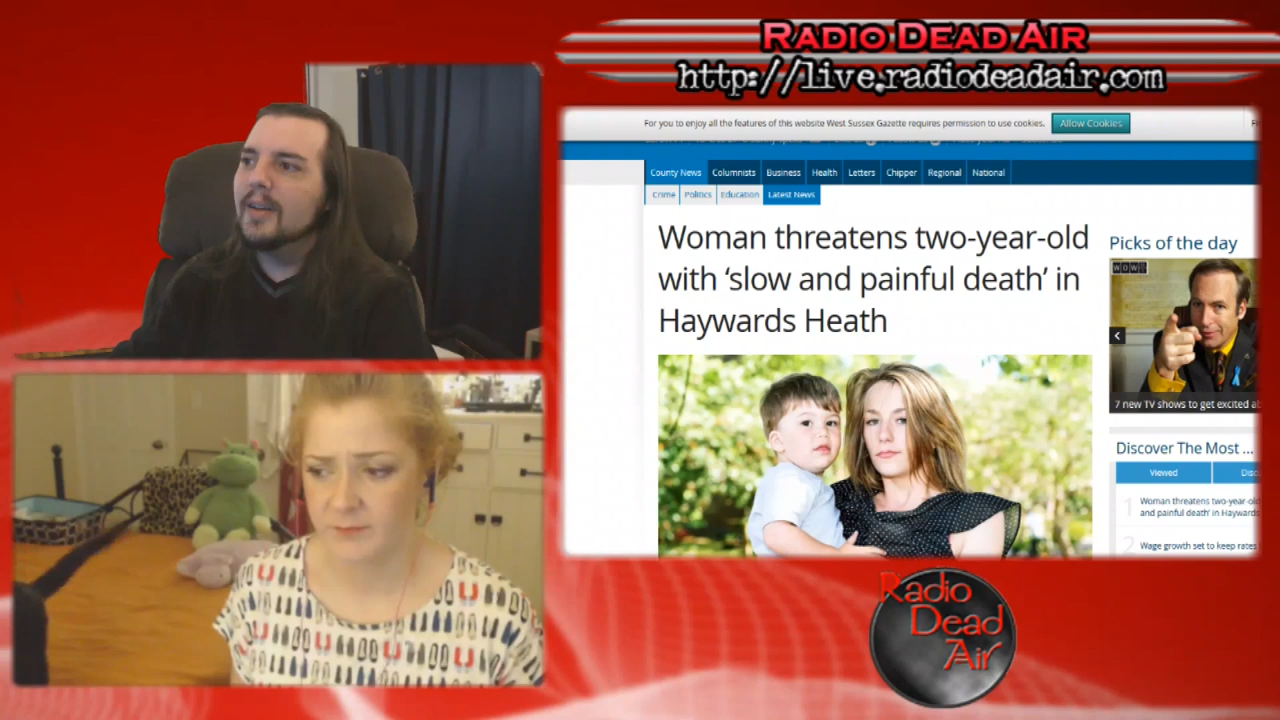 RADIO DEAD AIR
http://live.radiodeadair.com
For you to enjoy all the features of this website West Sussex Gazette requires permission to use cookies.
Allow Cookies
County News
Columnists
Business
Health
Letters
Chipper
Regional
National
Crime
Politics
Education
Latest News
Woman threatens two-year-old
with ‘slow and painful death’ in
Haywards Heath
Picks of the day
WOW
7 new TV shows to get excited
Discover The Most ...
Viewed
1
Woman threatens two-year-old
and painful death' in Haywards
2
Wage growth set to keep rates
Radio
Dead
Air